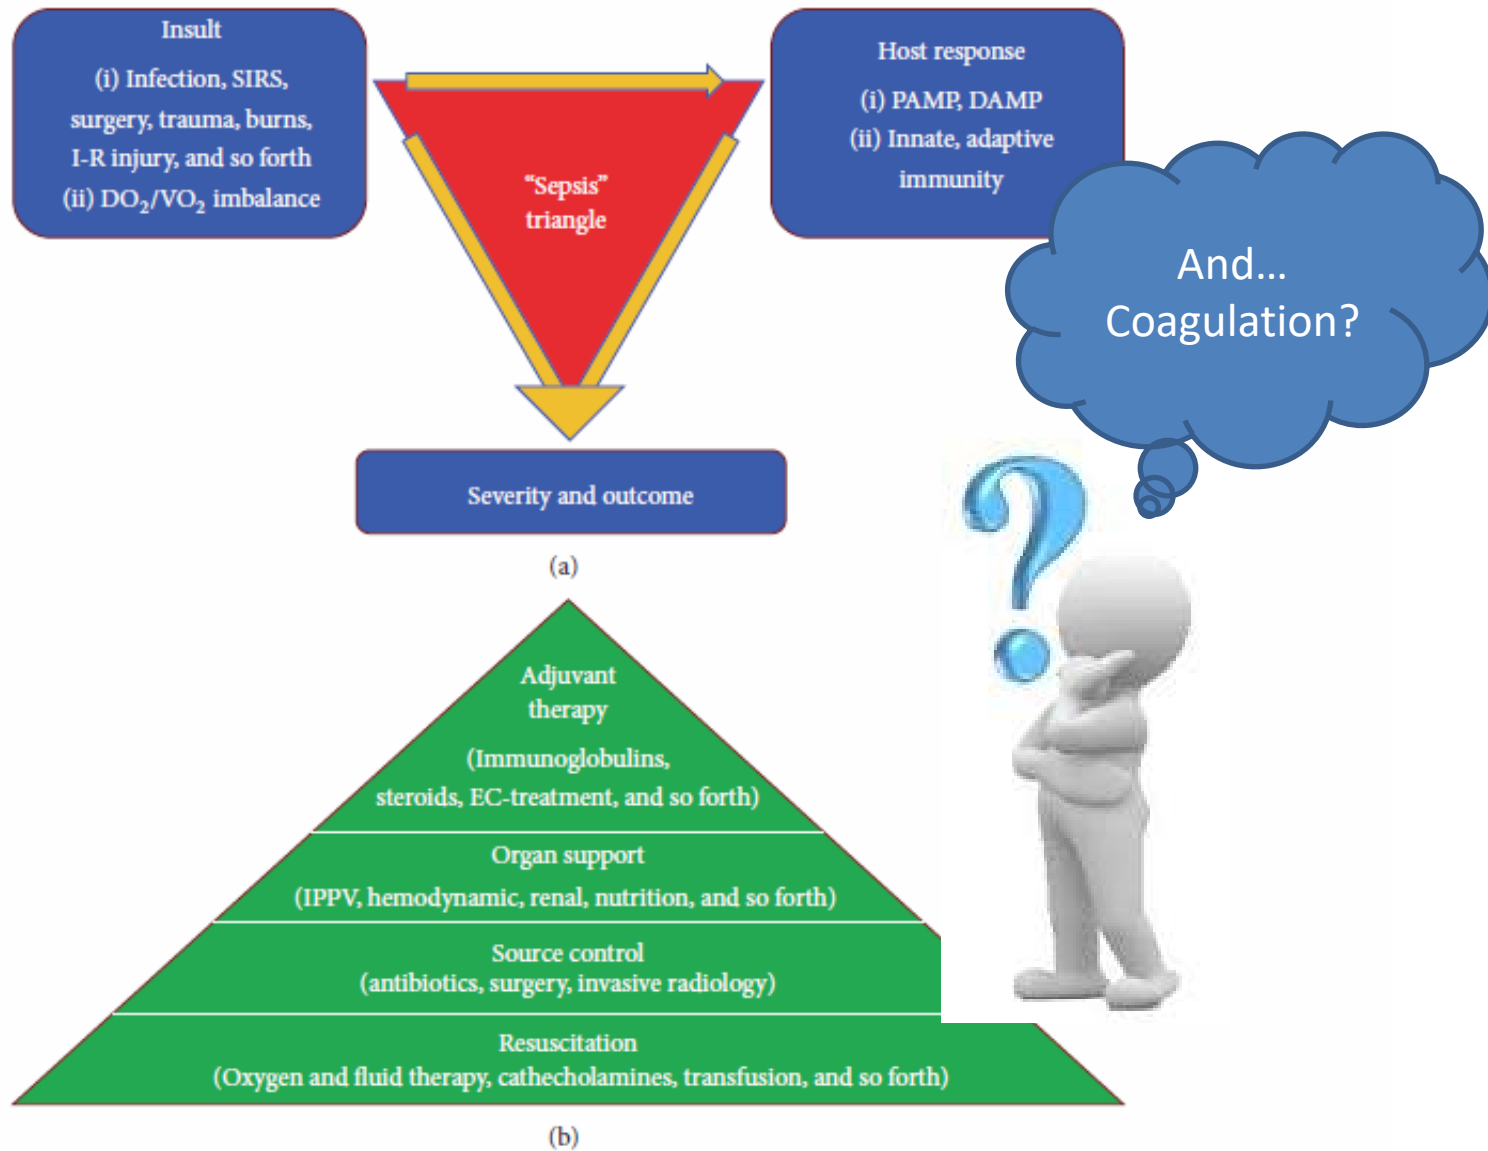 Insult
(i) Infection, SIRS,
surgery, trauma, burns,
I-R injury, and so forth
(ii) DO₂/VO₂ imbalance
“Sepsis”
triangle
Host response
(i) PAMP, DAMP
(ii) Innate, adaptive
immunity
And...
Coagulation?
Severity and outcome
(a)
?
Adjuvant
therapy
(Immunoglobulins,
steroids, EC-treatment, and so forth)
Organ support
(IPPV, hemodynamic, renal, nutrition, and so forth)
Source control
(antibiotics, surgery, invasive radiology)
Resuscitation
(Oxygen and fluid therapy, cathecholamines, transfusion, and so forth)
(b)